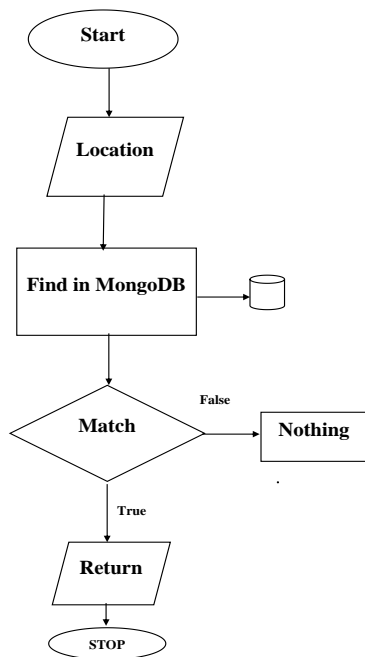 Start
Location
Find in MongoDB
False
Match
Nothing
True
Return
STOP